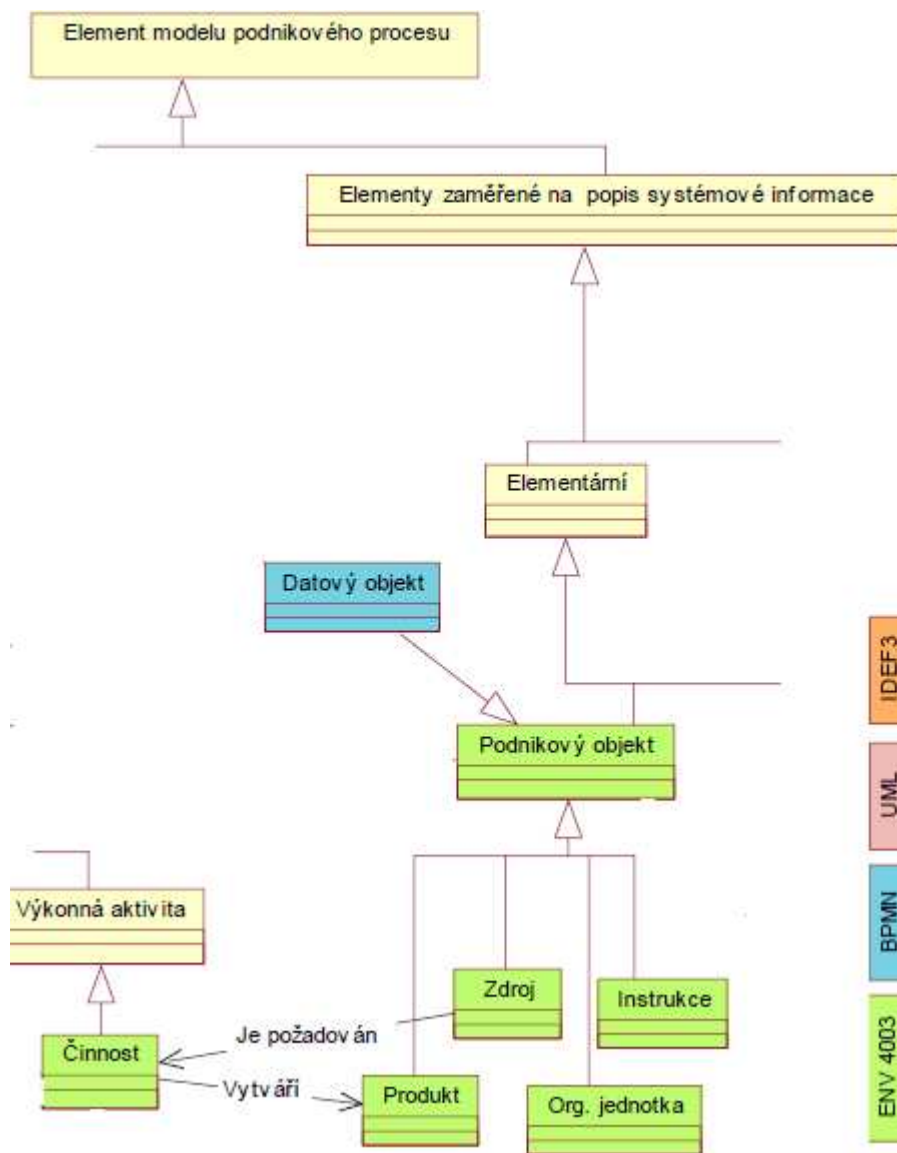 Element modelu podnikového procesu
Elementy zaměřené na popis systémové informace
Elementární
Datový objekt
Podnikový objekt
Výkonná aktivita
Zdroj
Instrukce
Je požadován
Činnost
Vytváří
Produkt
Org. jednotka
IDEF3
UML
BPMN
ENV 4003